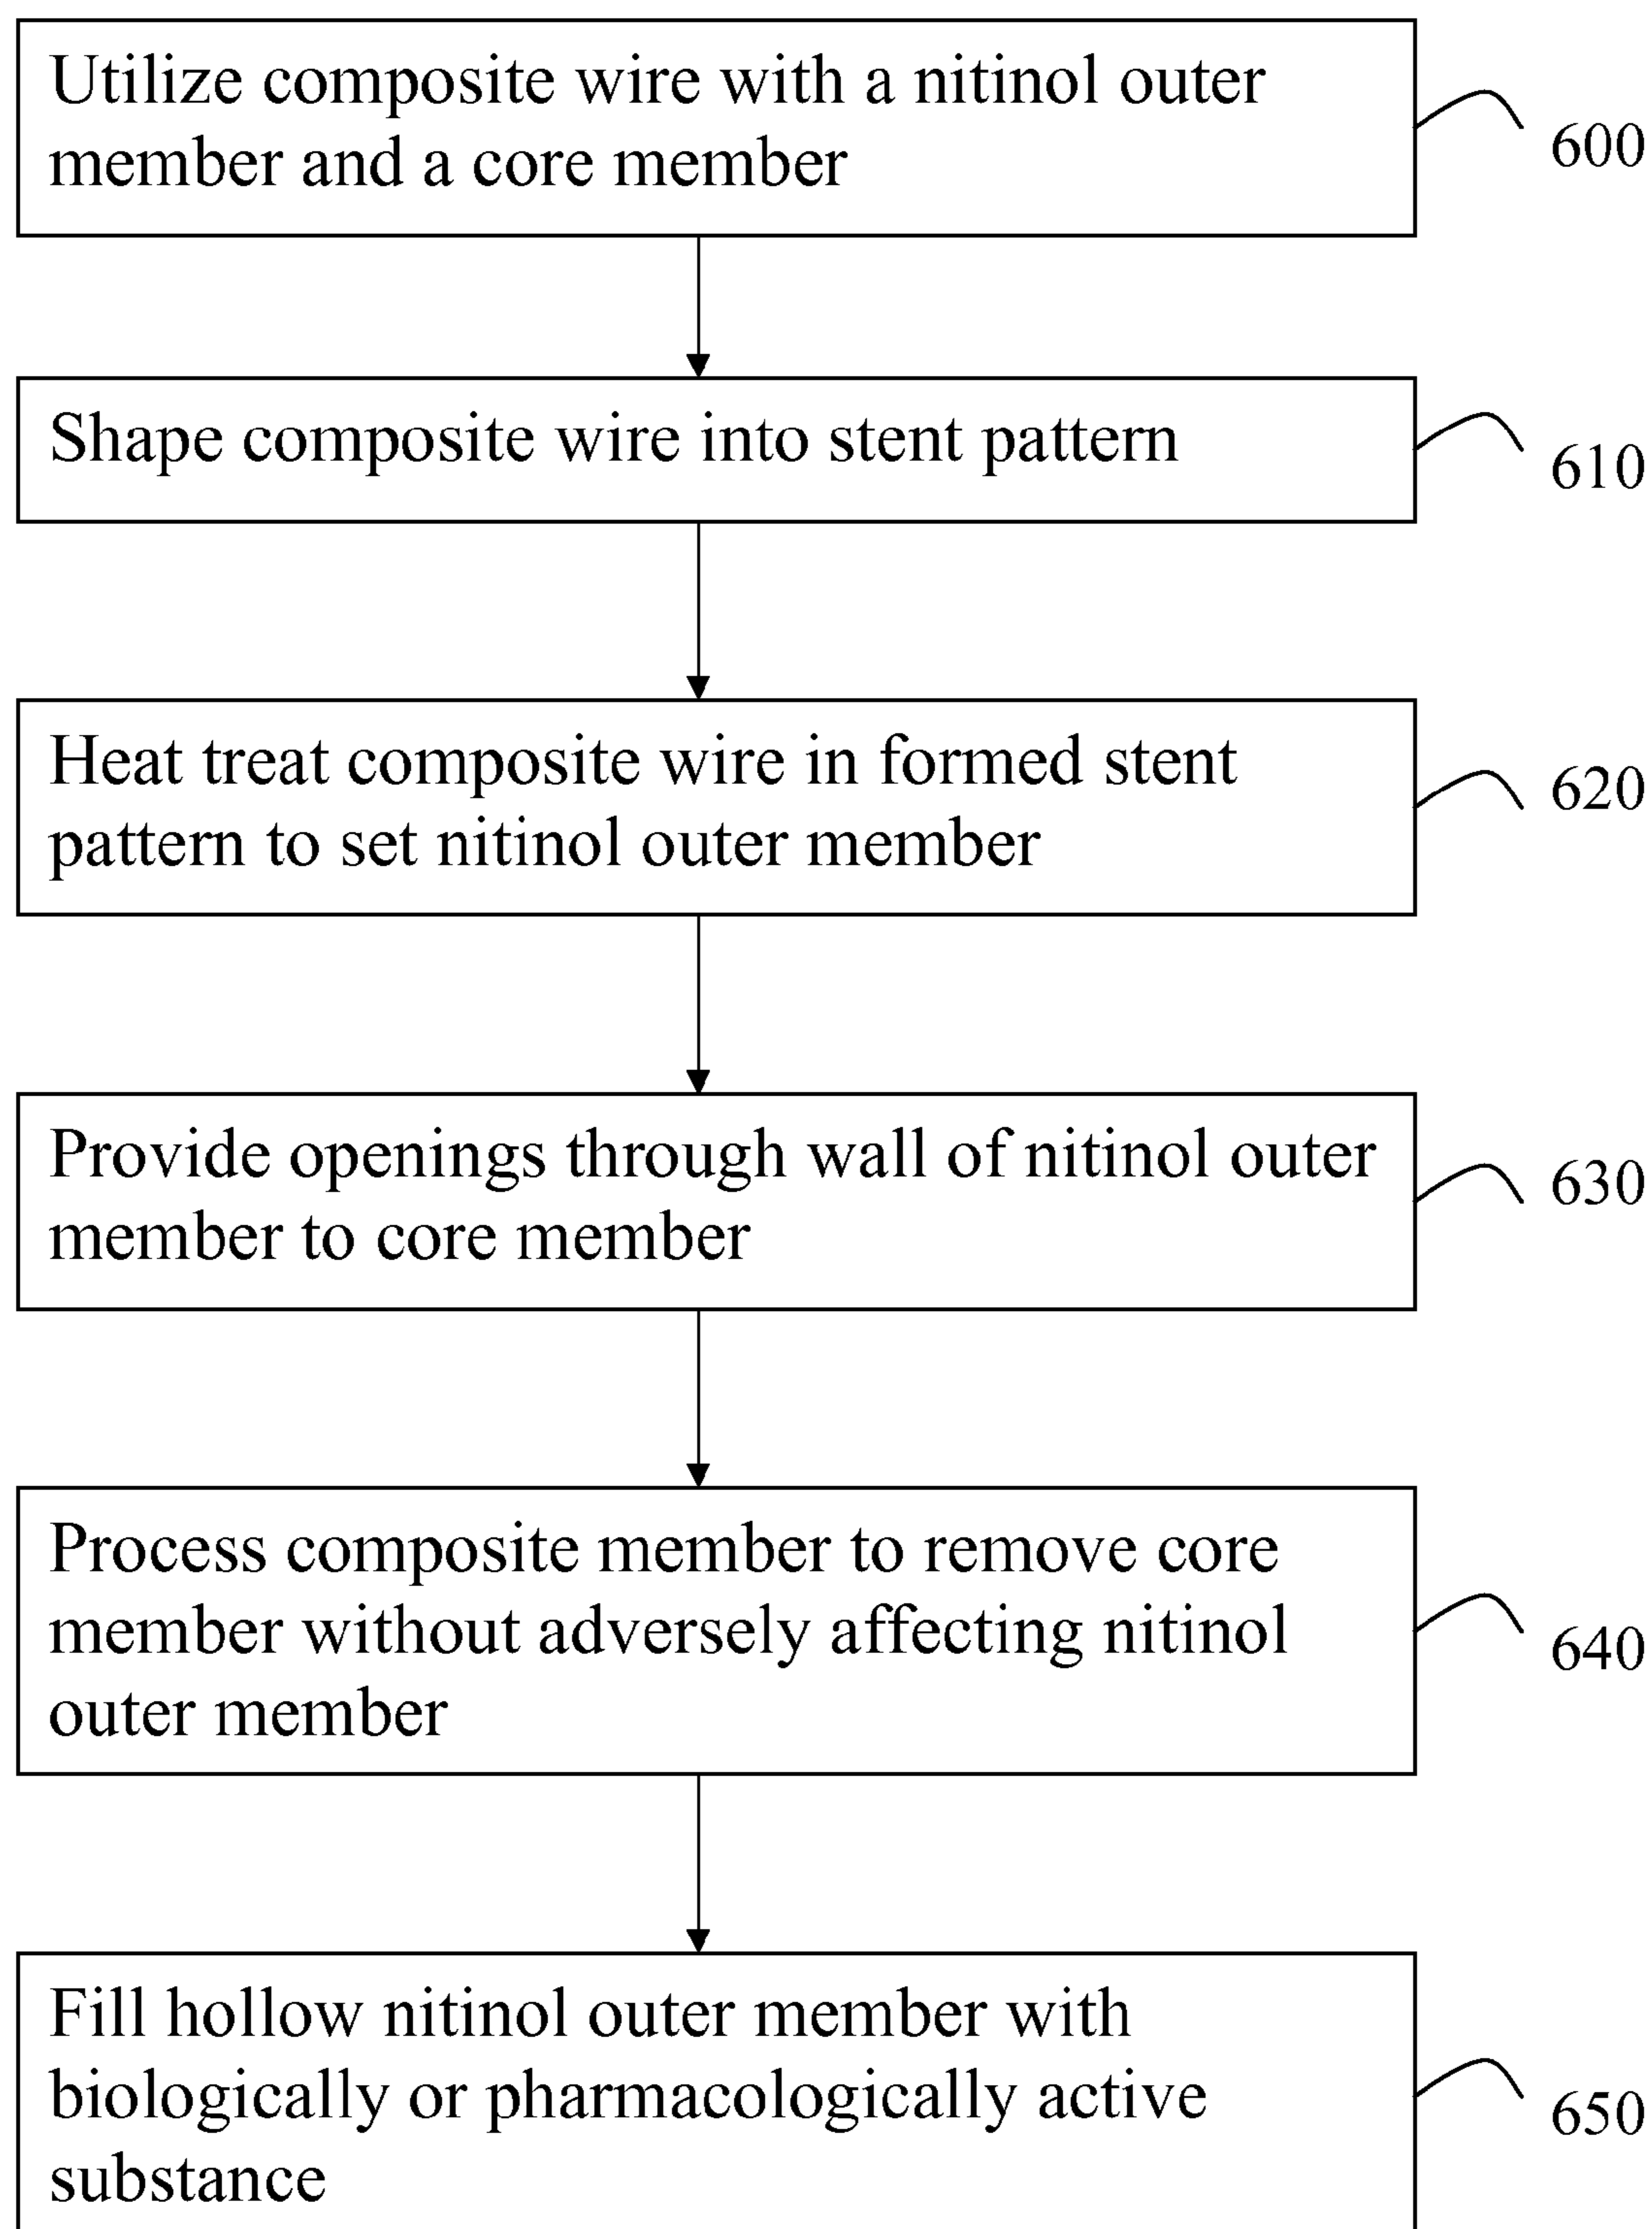 Utilize composite wire with a nitinol outer
member and a core member
600
Shape composite wire into stent pattern
610
Heat treat composite wire in formed stent
pattern to set nitinol outer member
620
Provide openings through wall of nitinol outer
member to core member
630
Process composite member to remove core
member without adversely affecting nitinol
outer member
640
Fill hollow nitinol outer member with
biologically or pharmacologically active
substance
650